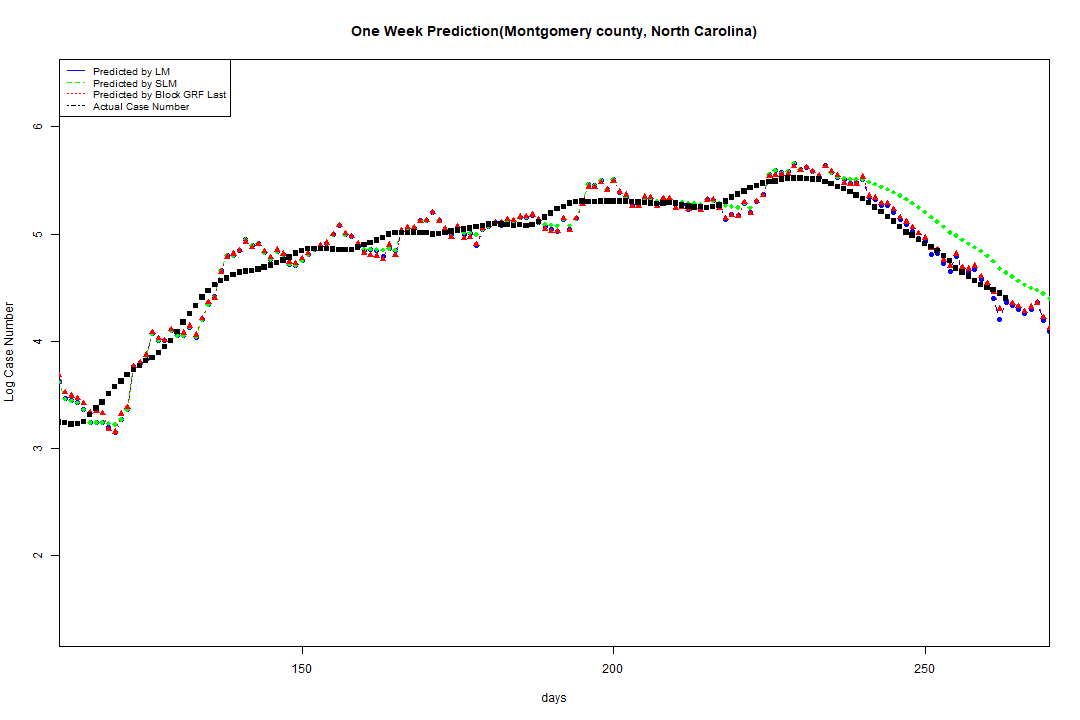 One Week Prediction(Montgomery county, North Carolina)
Predicted by LM
Predicted by SLM
Predicted by Block GRF Last
Actual Case Number
6
5
4
3
2
Log Case Number
150
200
250
days